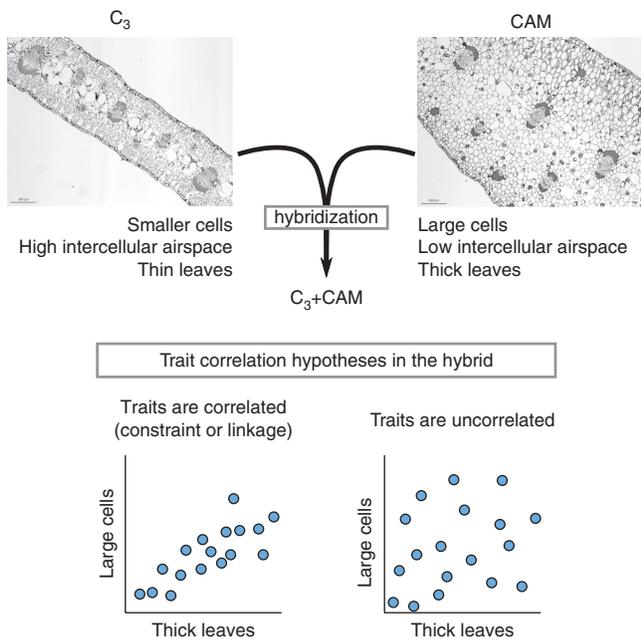 C3
CAM
Smaller cells
High intercellular airspace
Thin leaves
hybridization
Large cells
Low intercellular airspace
Thick leaves
C3+CAM
Trait correlation hypotheses in the hybrid
Traits are correlated
(constraint or linkage)
Traits are uncorrelated
Large cells
Thick leaves
Large cells
Thick leaves